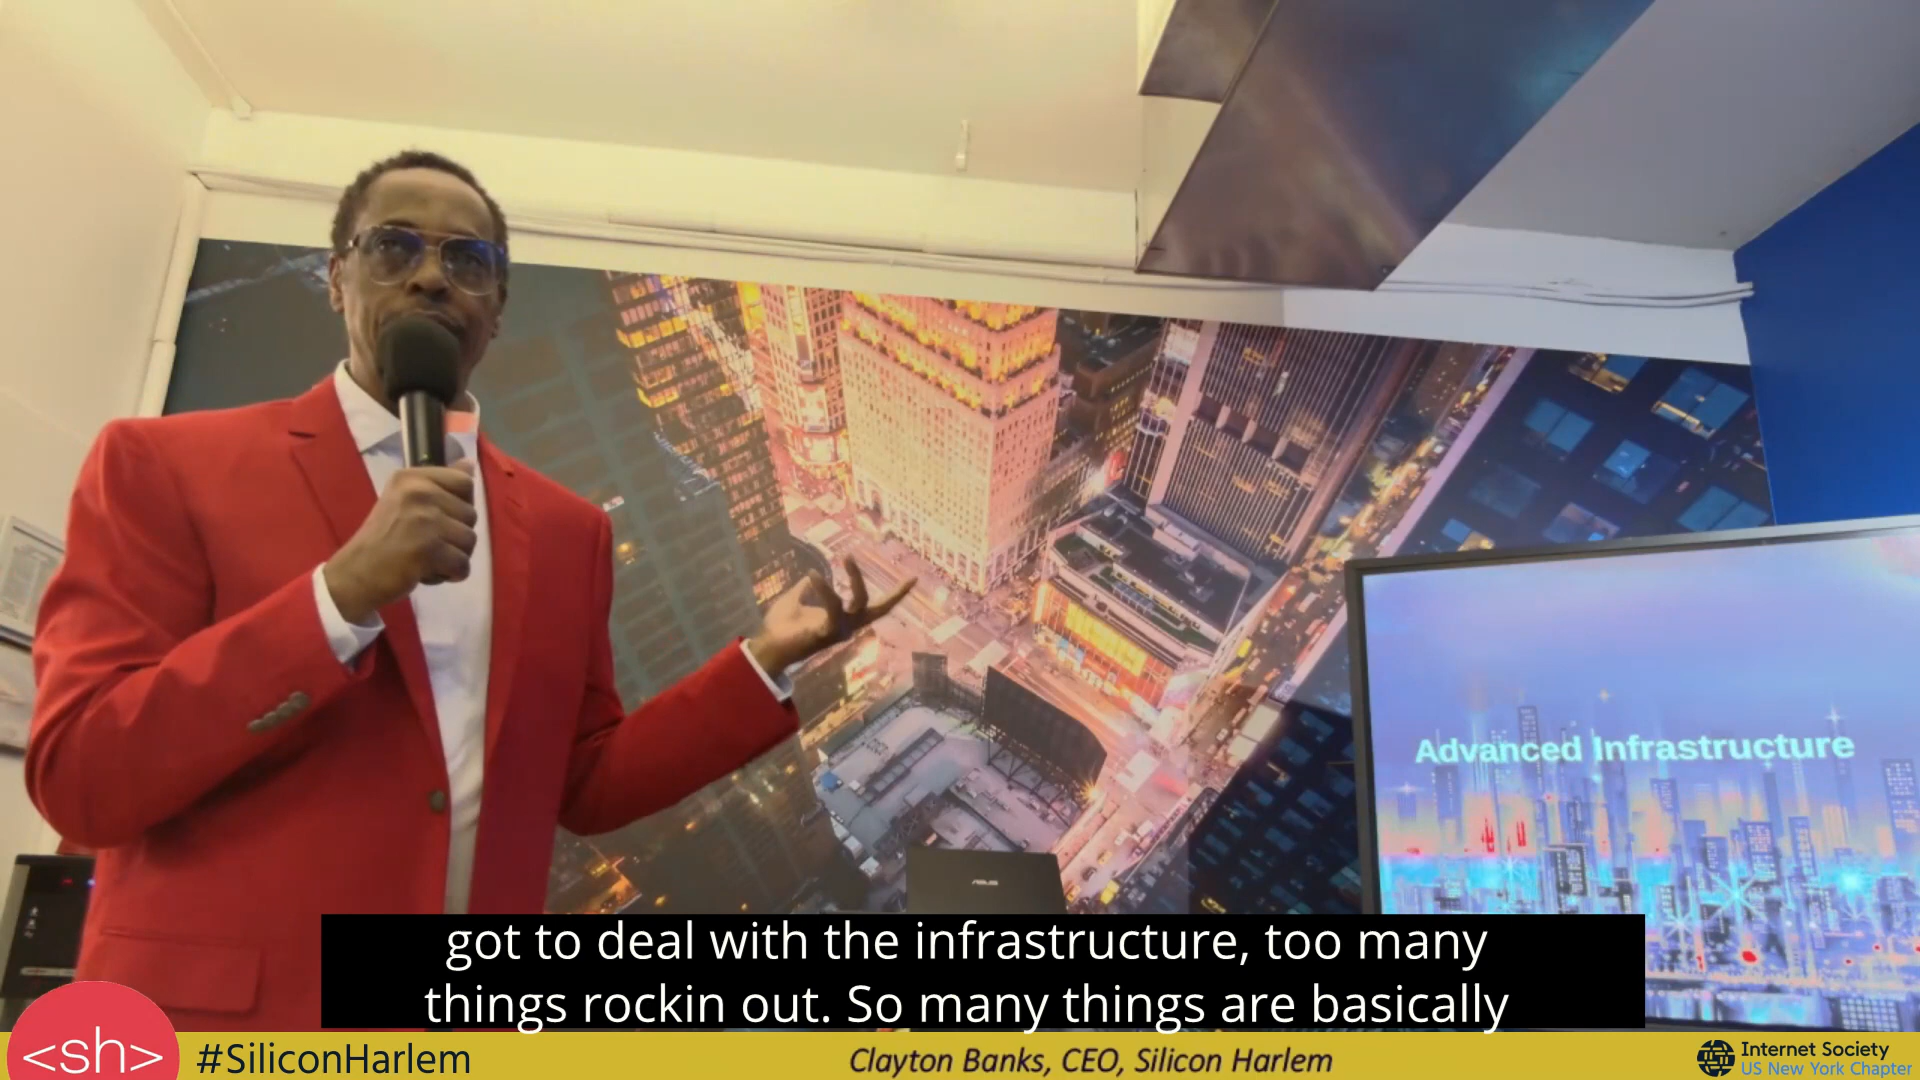 Advanced Infrastructure
ASUS
got to deal with the infrastructure, too many
things rockin out. So many things are basically
<sh> #SiliconHarlem
Clayton Banks, CEO, Silicon Harlem
Internet Society
US New York Chapter